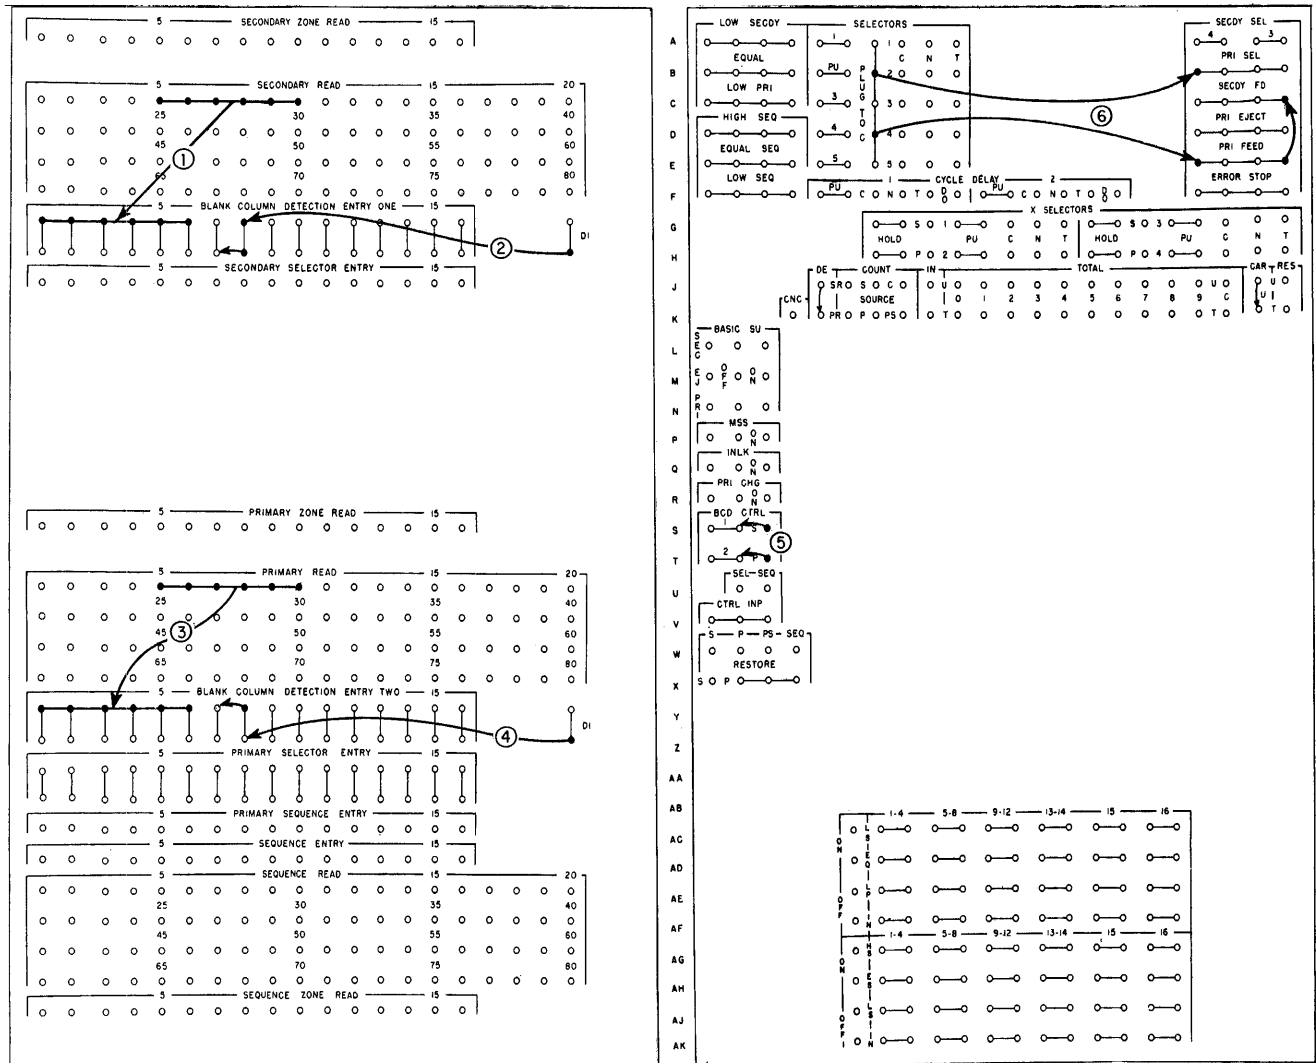 5 SECONDARY ZONE READ 15
5 SECONDARY READ 15 20
25 30 35 40
45 50 55 60
65 70 75 80
①
5 BLANK COLUMN DETECTION ENTRY ONE 15
②
DI
5 SECONDARY SELECTOR ENTRY 15
5 PRIMARY ZONE READ 15
5 PRIMARY READ 15 20
25 30 35 40
45 50 55 60
65 70 75 80
③
5 BLANK COLUMN DETECTION ENTRY TWO 15
④
DI
5 PRIMARY SELECTOR ENTRY 15
5 PRIMARY SEQUENCE ENTRY 15
5 SEQUENCE ENTRY 15
5 SEQUENCE READ 15 20
25 30 35 40
45 50 55 60
65 70 75 80
5 SEQUENCE ZONE READ 15
A
B
C
D
E
F
G
H
J
K
L
M
N
P
Q
R
S
T
U
V
W
X
Y
Z
AA
AB
AC
AD
AE
AF
AG
AH
AJ
AK
LOW SECDY
EQUAL
LOW PRI
HIGH SEQ
EQUAL SEQ
LOW SEQ
SELECTORS
1 1 C N T
PU 2
3 3
4 4
5 5
PLUG TO C
⑥
SECDY SEL
4 3
PRI SEL
SECDY FD
PRI EJECT
PRI FEED
ERROR STOP
1 CYCLE DELAY 2
PU C N T D O PU C N T D O
X SELECTORS
S 1 S 3
HOLD PU C N T HOLD PU C N T
P 2 P 4
DE COUNT IN TOTAL CAR RES
SR S C U U C U
CNC SOURCE 0 1 2 3 4 5 6 7 8 9
PR P PS T T T
BASIC SU
SEC
EJ OFF ON
PRI
MSS
ON
INLK
ON
PRI CHG
ON
BCD CTRL
1 S
⑤
2 P
SEL-SEQ
CTRL INP
S P PS SEQ
RESTORE
S P
1-4 5-8 9-12 13-14 15 16
ON
OFF
LS EQ LP IN
1-4 5-8 9-12 13-14 15 16
ON
OFF
HS ES LS IN